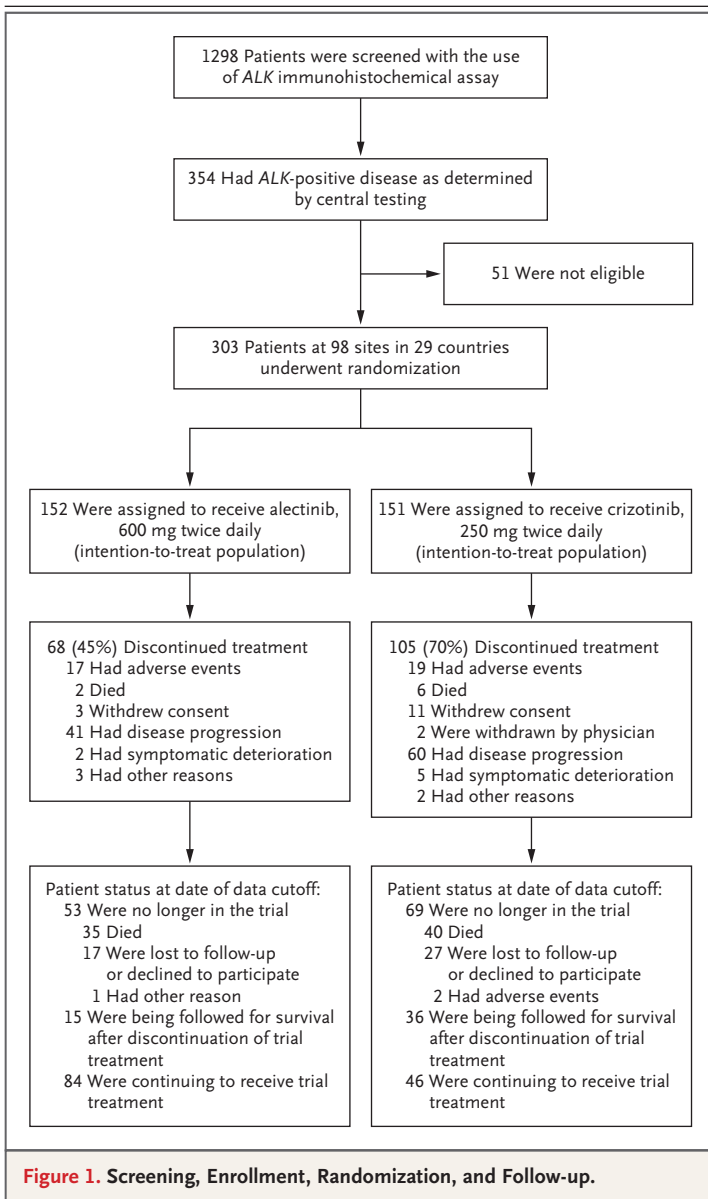 1298 Patients were screened with the use
of ALK immunohistochemical assay
354 Had ALK-positive disease as determined
by central testing
51 Were not eligible
303 Patients at 98 sites in 29 countries
underwent randomization
152 Were assigned to receive alectinib,
600 mg twice daily
(intention-to-treat population)
151 Were assigned to receive crizotinib,
250 mg twice daily
(intention-to-treat population)
68 (45%) Discontinued treatment
17 Had adverse events
2 Died
3 Withdrew consent
41 Had disease progression
2 Had symptomatic deterioration
3 Had other reasons
105 (70%) Discontinued treatment
19 Had adverse events
6 Died
11 Withdrew consent
2 Were withdrawn by physician
60 Had disease progression
5 Had symptomatic deterioration
2 Had other reasons
Patient status at date of data cutoff:
53 Were no longer in the trial
35 Died
17 Were lost to follow-up
or declined to participate
1 Had other reason
15 Were being followed for survival
after discontinuation of trial
treatment
84 Were continuing to receive trial
treatment
Patient status at date of data cutoff:
69 Were no longer in the trial
40 Died
27 Were lost to follow-up
or declined to participate
2 Had adverse events
36 Were being followed for survival
after discontinuation of trial
treatment
46 Were continuing to receive trial
treatment
Figure 1. Screening, Enrollment, Randomization, and Follow-up.